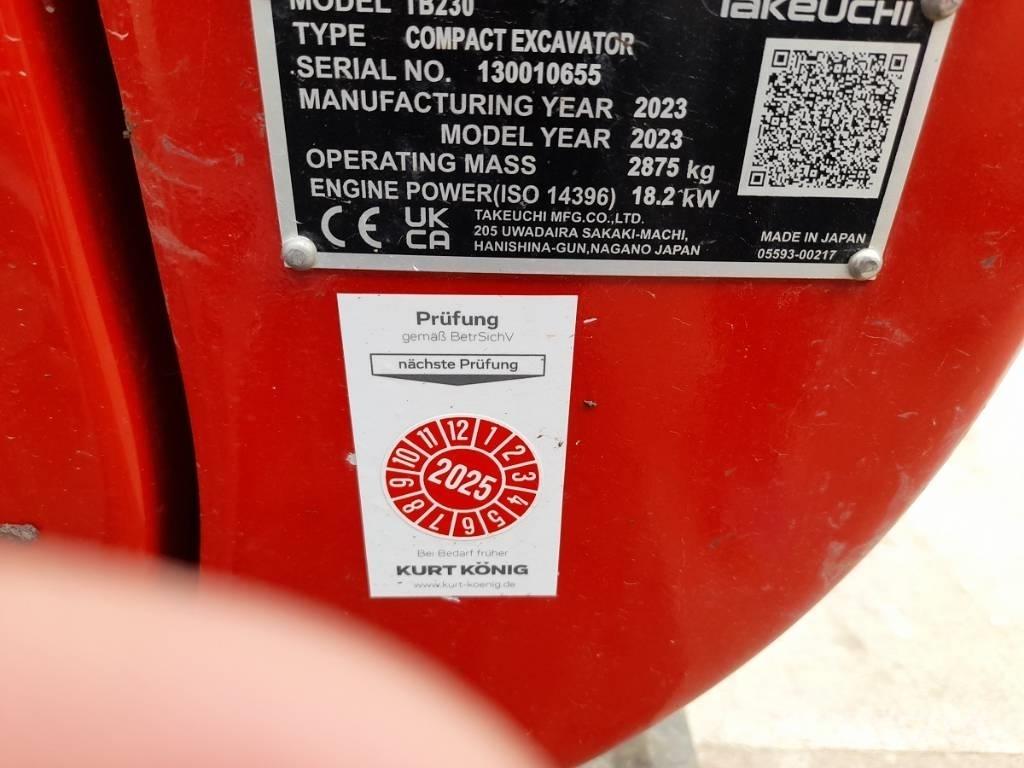 MODEL TB230
TAKEUCHI
TYPE COMPACT EXCAVATOR
SERIAL NO. 130010655
MANUFACTURING YEAR 2023
MODEL YEAR 2023
OPERATING MASS 2875 kg
ENGINE POWER(ISO 14396) 18.2 kW
CE UK CA
TAKEUCHI MFG.CO.,LTD.
205 UWADAIRA SAKAKI-MACHI,
HANISHINA-GUN,NAGANO JAPAN
MADE IN JAPAN
05593-00217
Prüfung
gemäß BetrSichV
nächste Prüfung
12 1 2 3 4 5 6 7 8 9 10 11
2025
Bei Bedarf früher
KURT KÖNIG
www.kurt-koenig.de